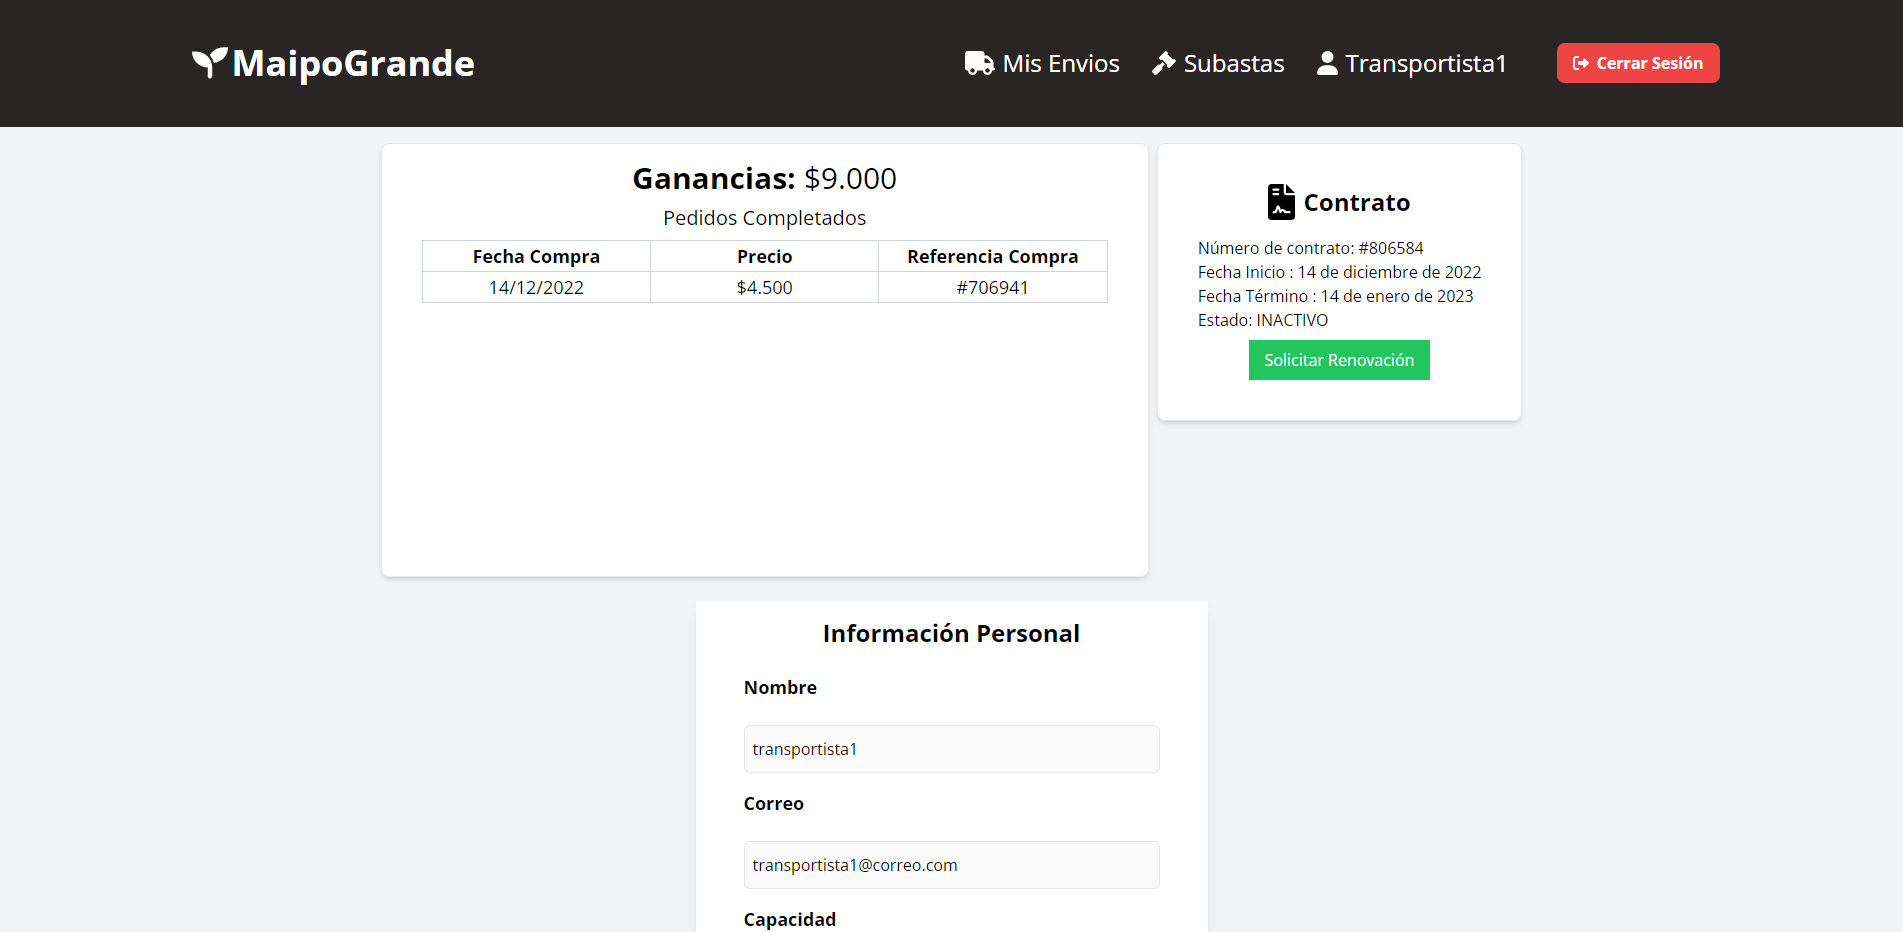 MaipoGrande
Mis Envios
Subastas
Transportista1
Cerrar Sesión
Ganancias: $9.000
Pedidos Completados
Fecha Compra Precio Referencia Compra
14/12/2022 $4.500 #706941
Contrato
Número de contrato: #806584
Fecha Inicio : 14 de diciembre de 2022
Fecha Término : 14 de enero de 2023
Estado: INACTIVO
Solicitar Renovación
Información Personal
Nombre
transportista1
Correo
transportista1@correo.com
Capacidad